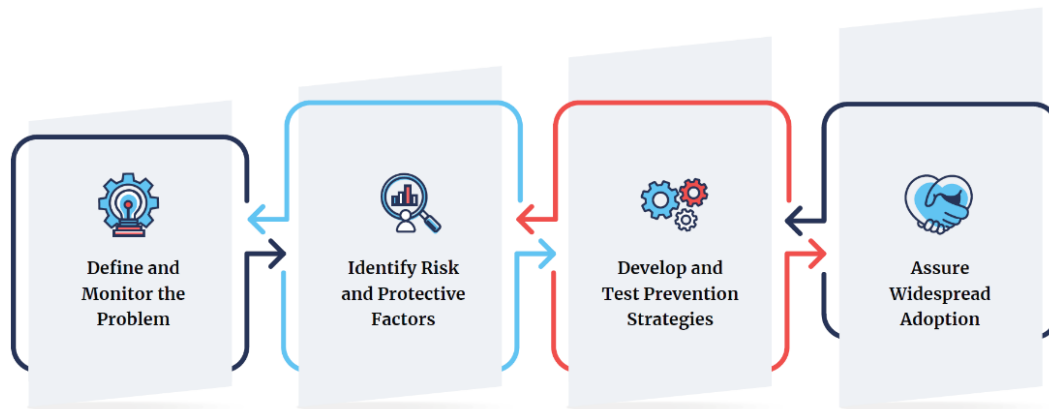 Define and
Monitor the
Problem
Identify Risk
and Protective
Factors
Develop and
Test Prevention
Strategies
Assure
Widespread
Adoption